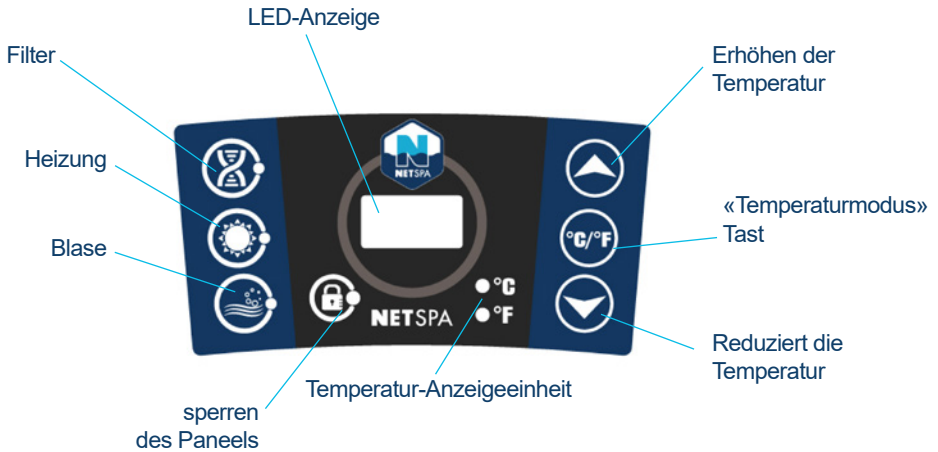 LED-Anzeige
Filter
Erhöhen der
Temperatur
Heizung
«Temperaturmodus»
Tast
Blase
N
NETSPA
°C/°F
°C
NETSPA
°F
Reduziert die
Temperatur
Temperatur-Anzeigeeinheit
sperren
des Paneels